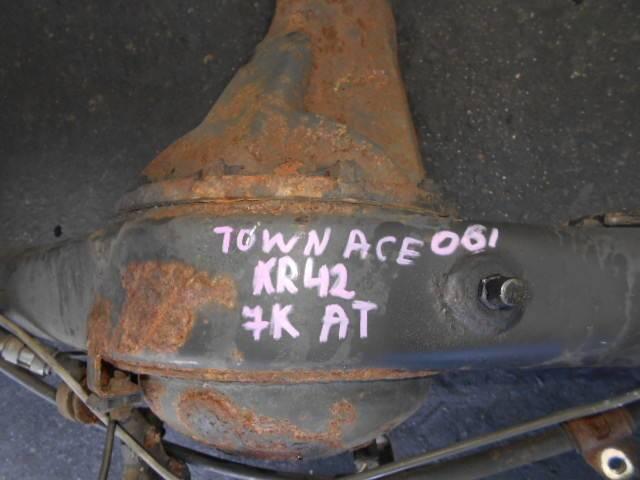 TOWN ACE 061
KR42
7K AT